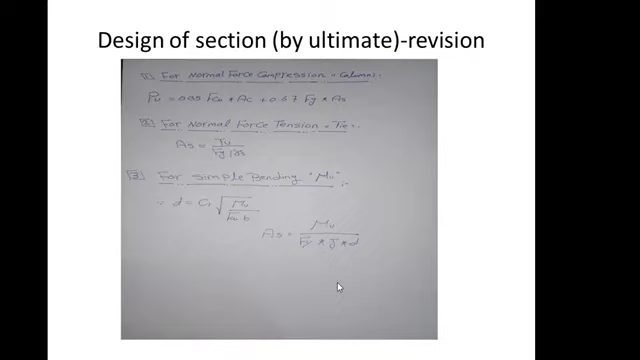 Design of section (by ultimate)-revision
(1) For Normal Force Compression "Column":-
Pu = 0.35 Fcu * Ac + 0.67 Fy * As
(2) For Normal Force Tension "Tie":-
As = Tu / Fy/γs
(3) For simple Bending "Mu":-
∵ d = C1 √ Mu / Fcu.b
As = Mu / Fy * J * d